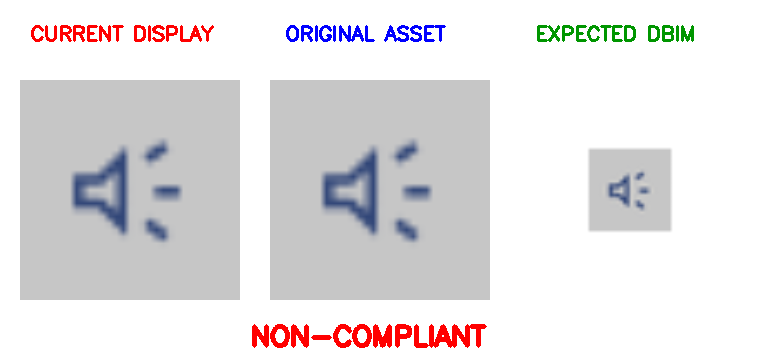 CURRENT DISPLAY
ORIGINAL ASSET
EXPECTED DBIM
NON-COMPLIANT